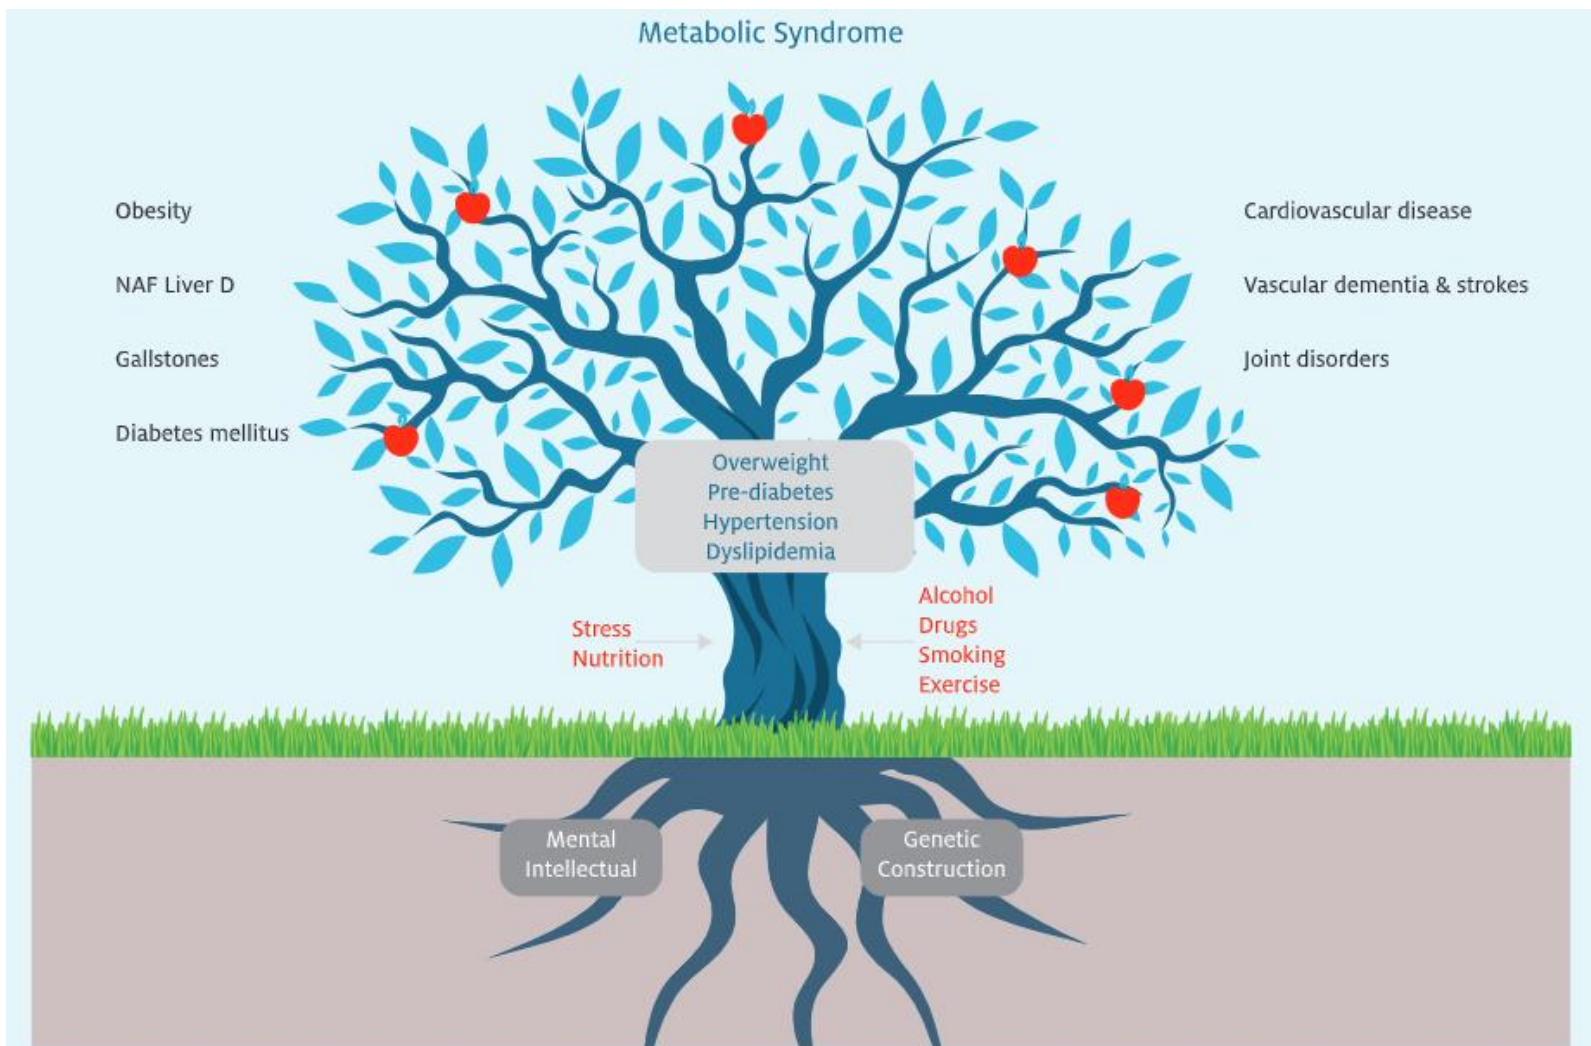 Metabolic Syndrome
Obesity
NAF Liver D
Gallstones
Diabetes mellitus
Cardiovascular disease
Vascular dementia & strokes
Joint disorders
Overweight
Pre-diabetes
Hypertension
Dyslipidemia
Stress
Nutrition
Alcohol
Drugs
Smoking
Exercise
Mental
Intellectual
Genetic
Construction